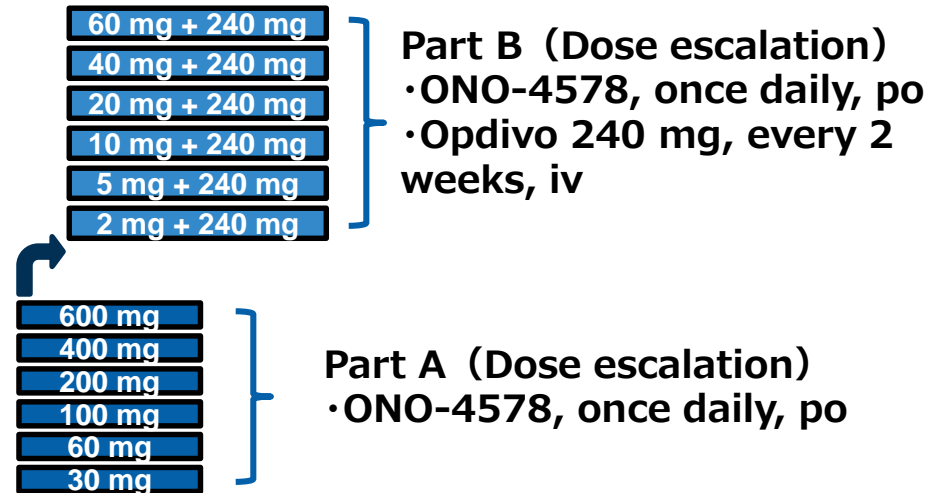 60 mg + 240 mg
40 mg + 240 mg
20 mg + 240 mg
10 mg + 240 mg
5 mg + 240 mg
2 mg + 240 mg
Part B（Dose escalation）
･ONO-4578, once daily, po
･Opdivo 240 mg, every 2
weeks, iv
600 mg
400 mg
200 mg
100 mg
60 mg
30 mg
Part A（Dose escalation）
･ONO-4578, once daily, po